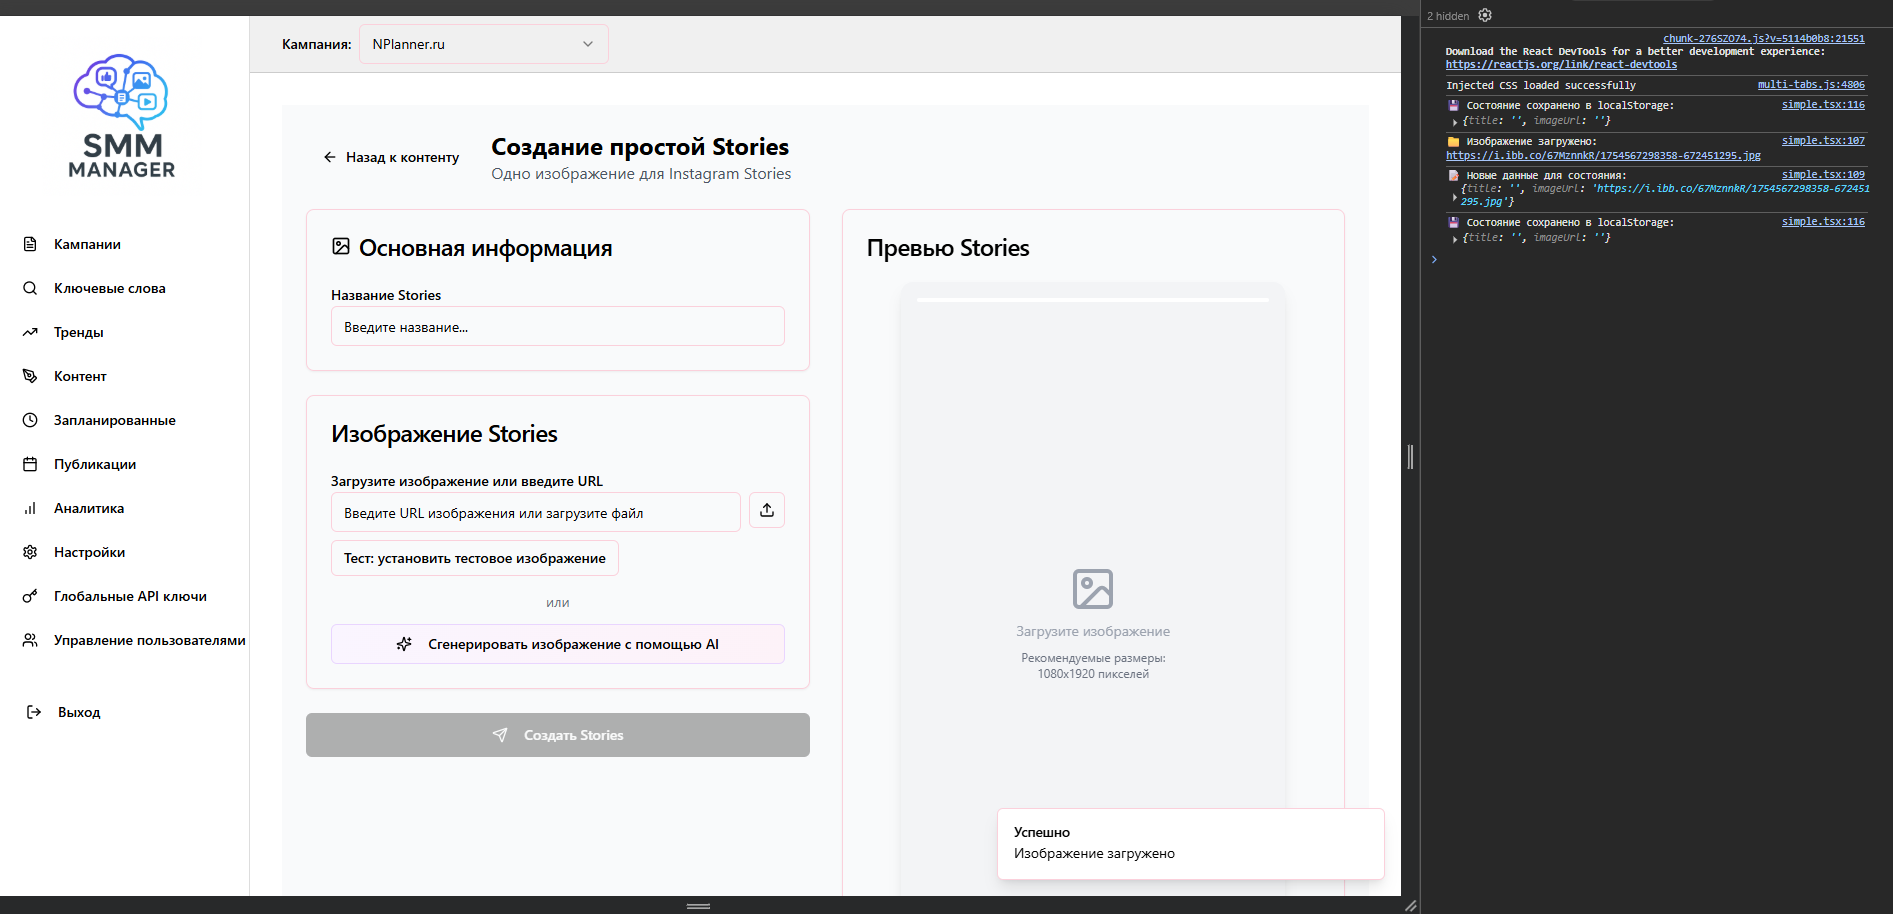 SMM
MANAGER
Кампании
Ключевые слова
Тренды
Контент
Запланированные
Публикации
Аналитика
Настройки
Глобальные API ключи
Управление пользователями
Выход
Кампания:
NPlanner.ru
Назад к контенту
Создание простой Stories
Одно изображение для Instagram Stories
Основная информация
Название Stories
Введите название...
Изображение Stories
Загрузите изображение или введите URL
Введите URL изображения или загрузите файл
Тест: установить тестовое изображение
или
Сгенерировать изображение с помощью AI
Создать Stories
Превью Stories
Загрузите изображение
Рекомендуемые размеры:
1080x1920 пикселей
Успешно
Изображение загружено
2 hidden
chunk-276SZO74.js?v=5114b0b8:21551
Download the React DevTools for a better development experience:
https://reactjs.org/link/react-devtools
Injected CSS loaded successfully
multi-tabs.js:4806
Состояние сохранено в localStorage:
simple.tsx:116
{title: '', imageUrl: ''}
Изображение загружено:
simple.tsx:107
https://i.ibb.co/67MznnkR/1754567298358-672451295.jpg
Новые данные для состояния:
simple.tsx:109
{title: '', imageUrl: 'https://i.ibb.co/67MznnkR/1754567298358-672451
295.jpg'}
Состояние сохранено в localStorage:
simple.tsx:116
{title: '', imageUrl: ''}